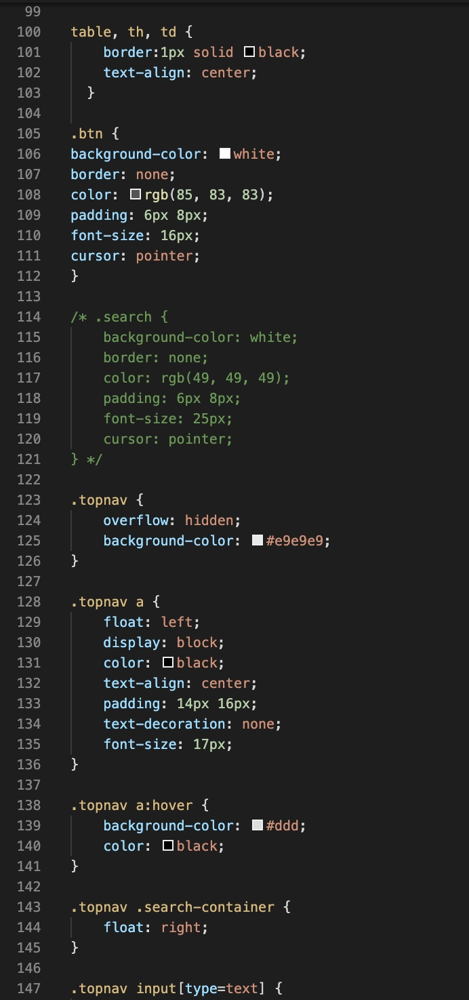 99
100 table, th, td {
101     border:1px solid black;
102     text-align: center;
103   }
104
105 .btn {
106 background-color: white;
107 border: none;
108 color: rgb(85, 83, 83);
109 padding: 6px 8px;
110 font-size: 16px;
111 cursor: pointer;
112 }
113
114 /* .search {
115     background-color: white;
116     border: none;
117     color: rgb(49, 49, 49);
118     padding: 6px 8px;
119     font-size: 25px;
120     cursor: pointer;
121 } */
122
123 .topnav {
124     overflow: hidden;
125     background-color: #e9e9e9;
126 }
127
128 .topnav a {
129     float: left;
130     display: block;
131     color: black;
132     text-align: center;
133     padding: 14px 16px;
134     text-decoration: none;
135     font-size: 17px;
136 }
137
138 .topnav a:hover {
139     background-color: #ddd;
140     color: black;
141 }
142
143 .topnav .search-container {
144     float: right;
145 }
146
147 .topnav input[type=text] {